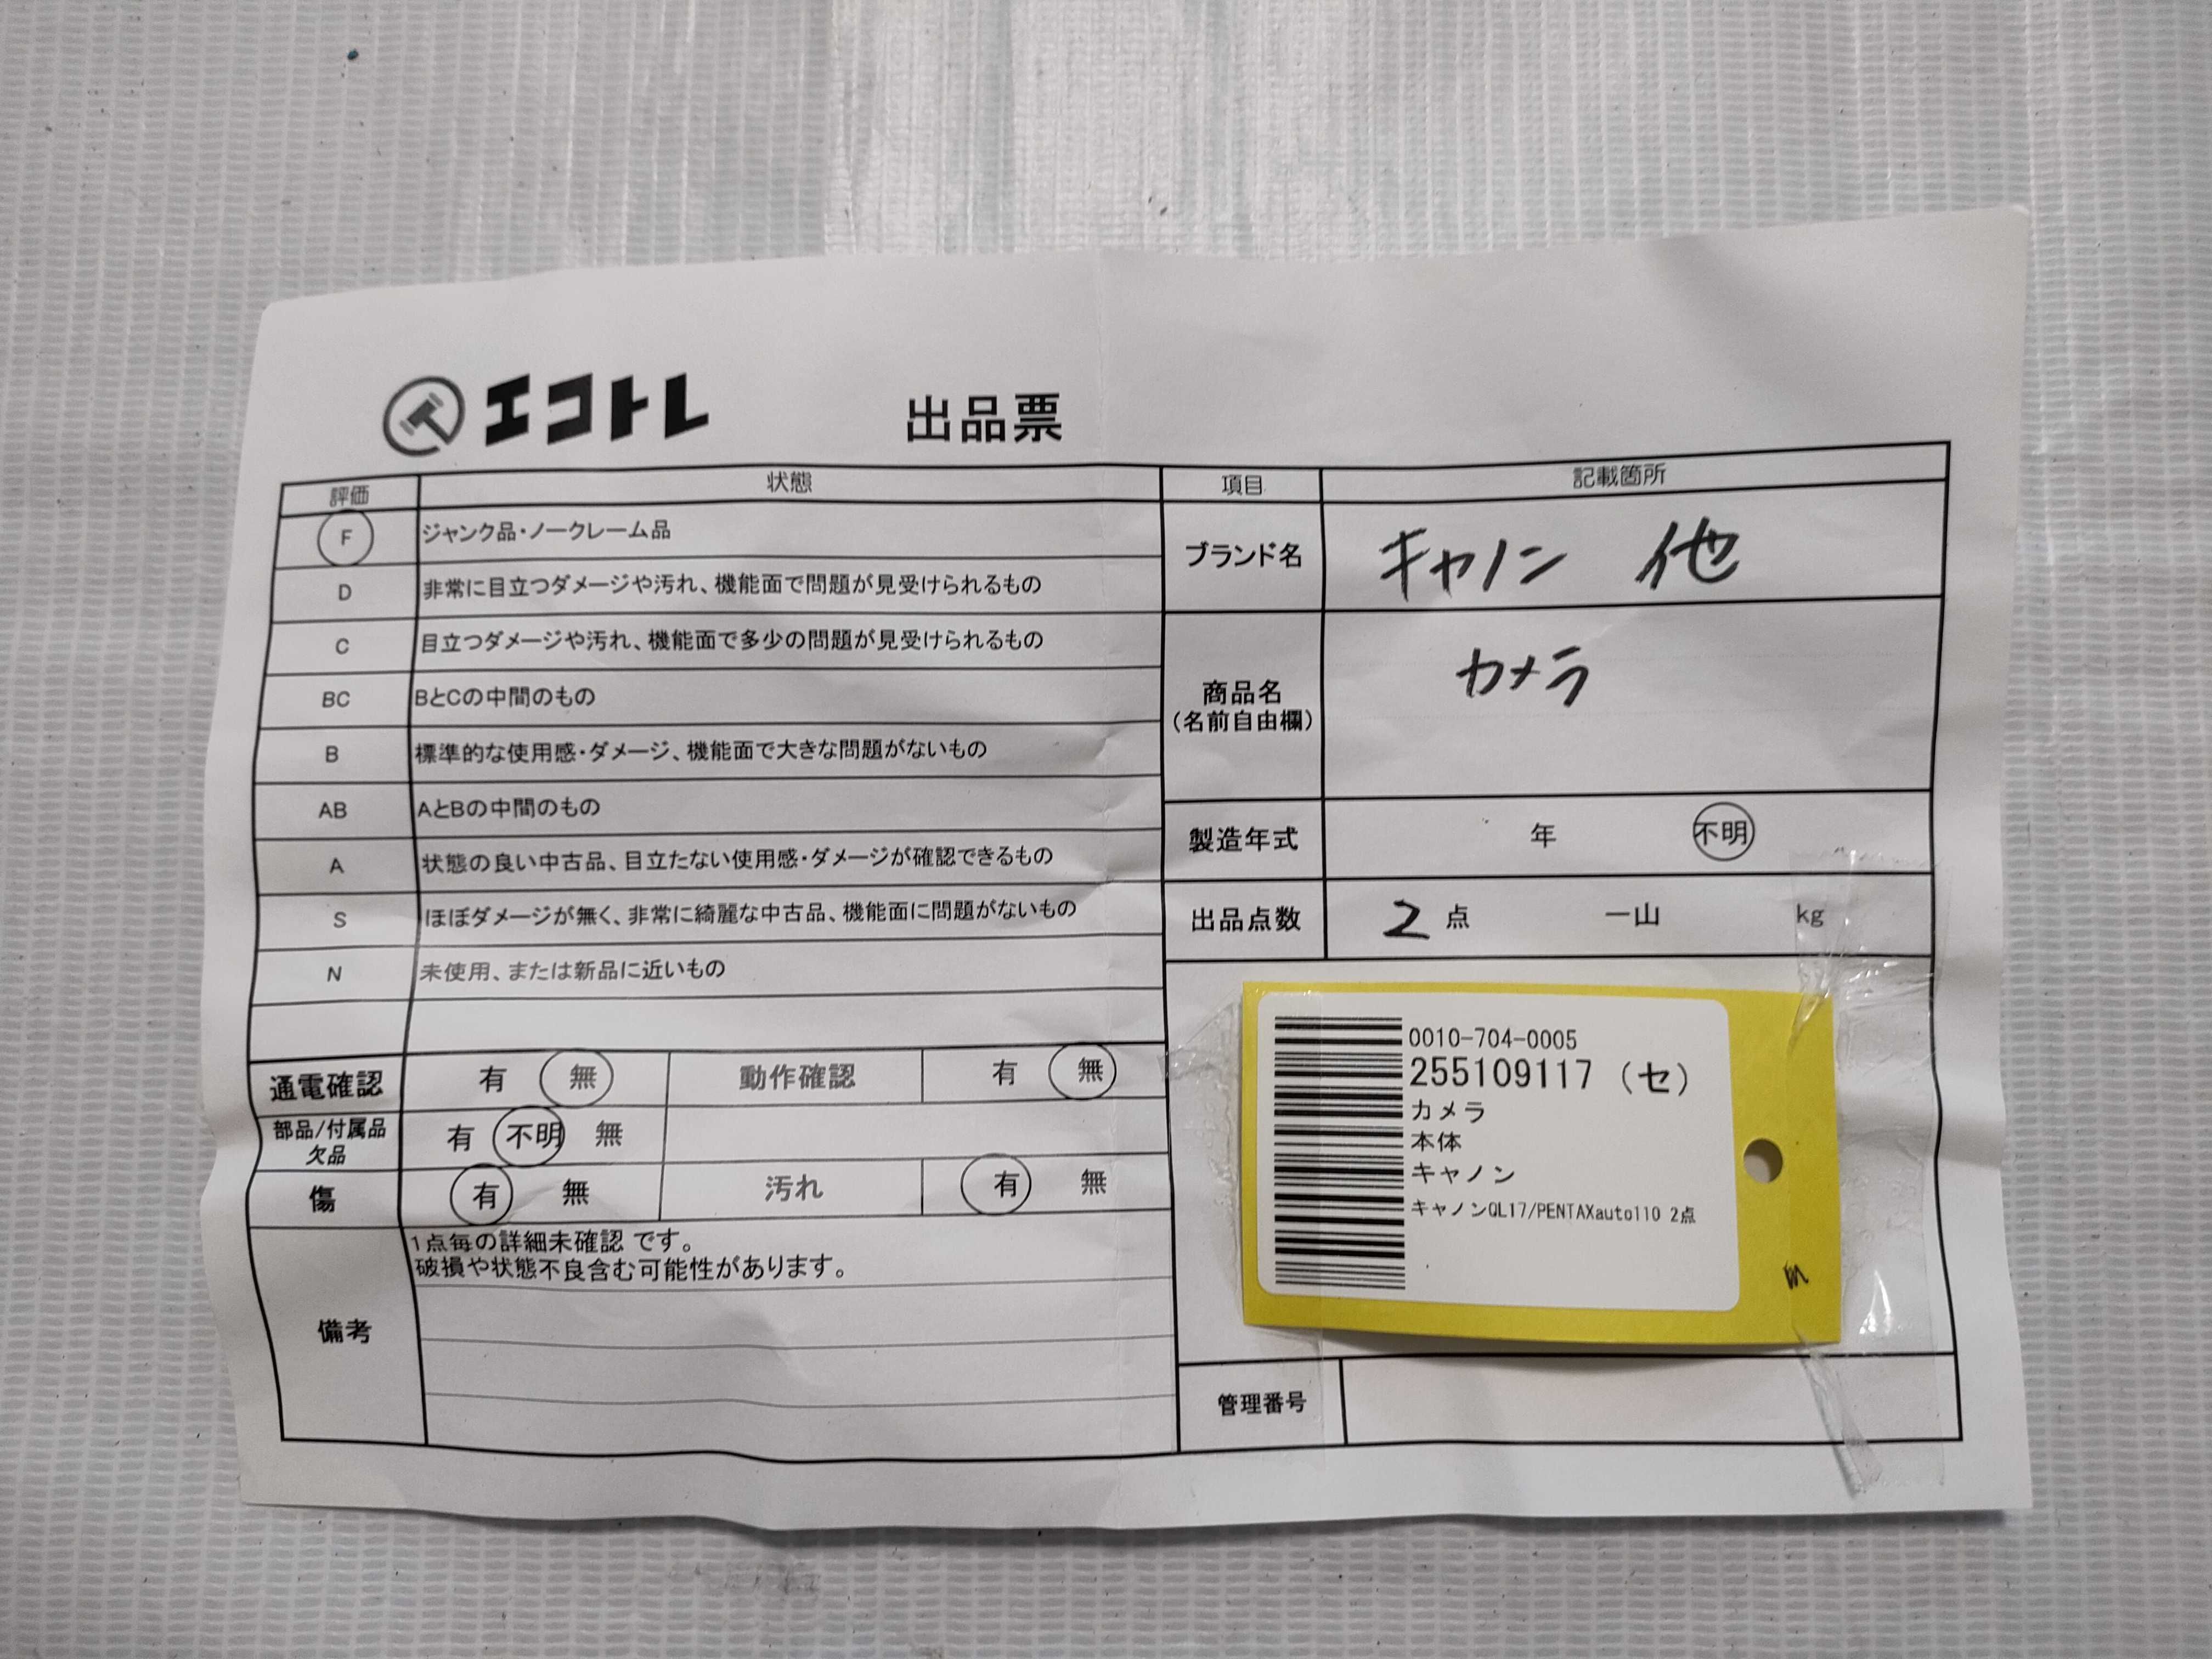 エコトレ 出品票
評価 状態
F ジャンク品・ノークレーム品
D 非常に目立つダメージや汚れ、機能面で問題が見受けられるもの
C 目立つダメージや汚れ、機能面で多少の問題が見受けられるもの
BC BとCの中間のもの
B 標準的な使用感・ダメージ、機能面で大きな問題がないもの
AB AとBの中間のもの
A 状態の良い中古品、目立たない使用感・ダメージが確認できるもの
S ほぼダメージが無く、非常に綺麗な中古品、機能面に問題がないもの
N 未使用、または新品に近いもの
通電確認 有 無 動作確認 有 無
部品/付属品 欠品 有 不明 無
傷 有 無 汚れ 有 無
備考
1点毎の詳細未確認 です。
破損や状態不良含む可能性があります。
項目 記載箇所
ブランド名 キャノン 他
商品名 カメラ
(名前自由欄)
製造年式 年 不明
出品点数 2 点 一山 kg
0010-704-0005
255109117 (セ)
カメラ
本体
キャノン
キャノンQL17/PENTAXauto110 2点
管理番号